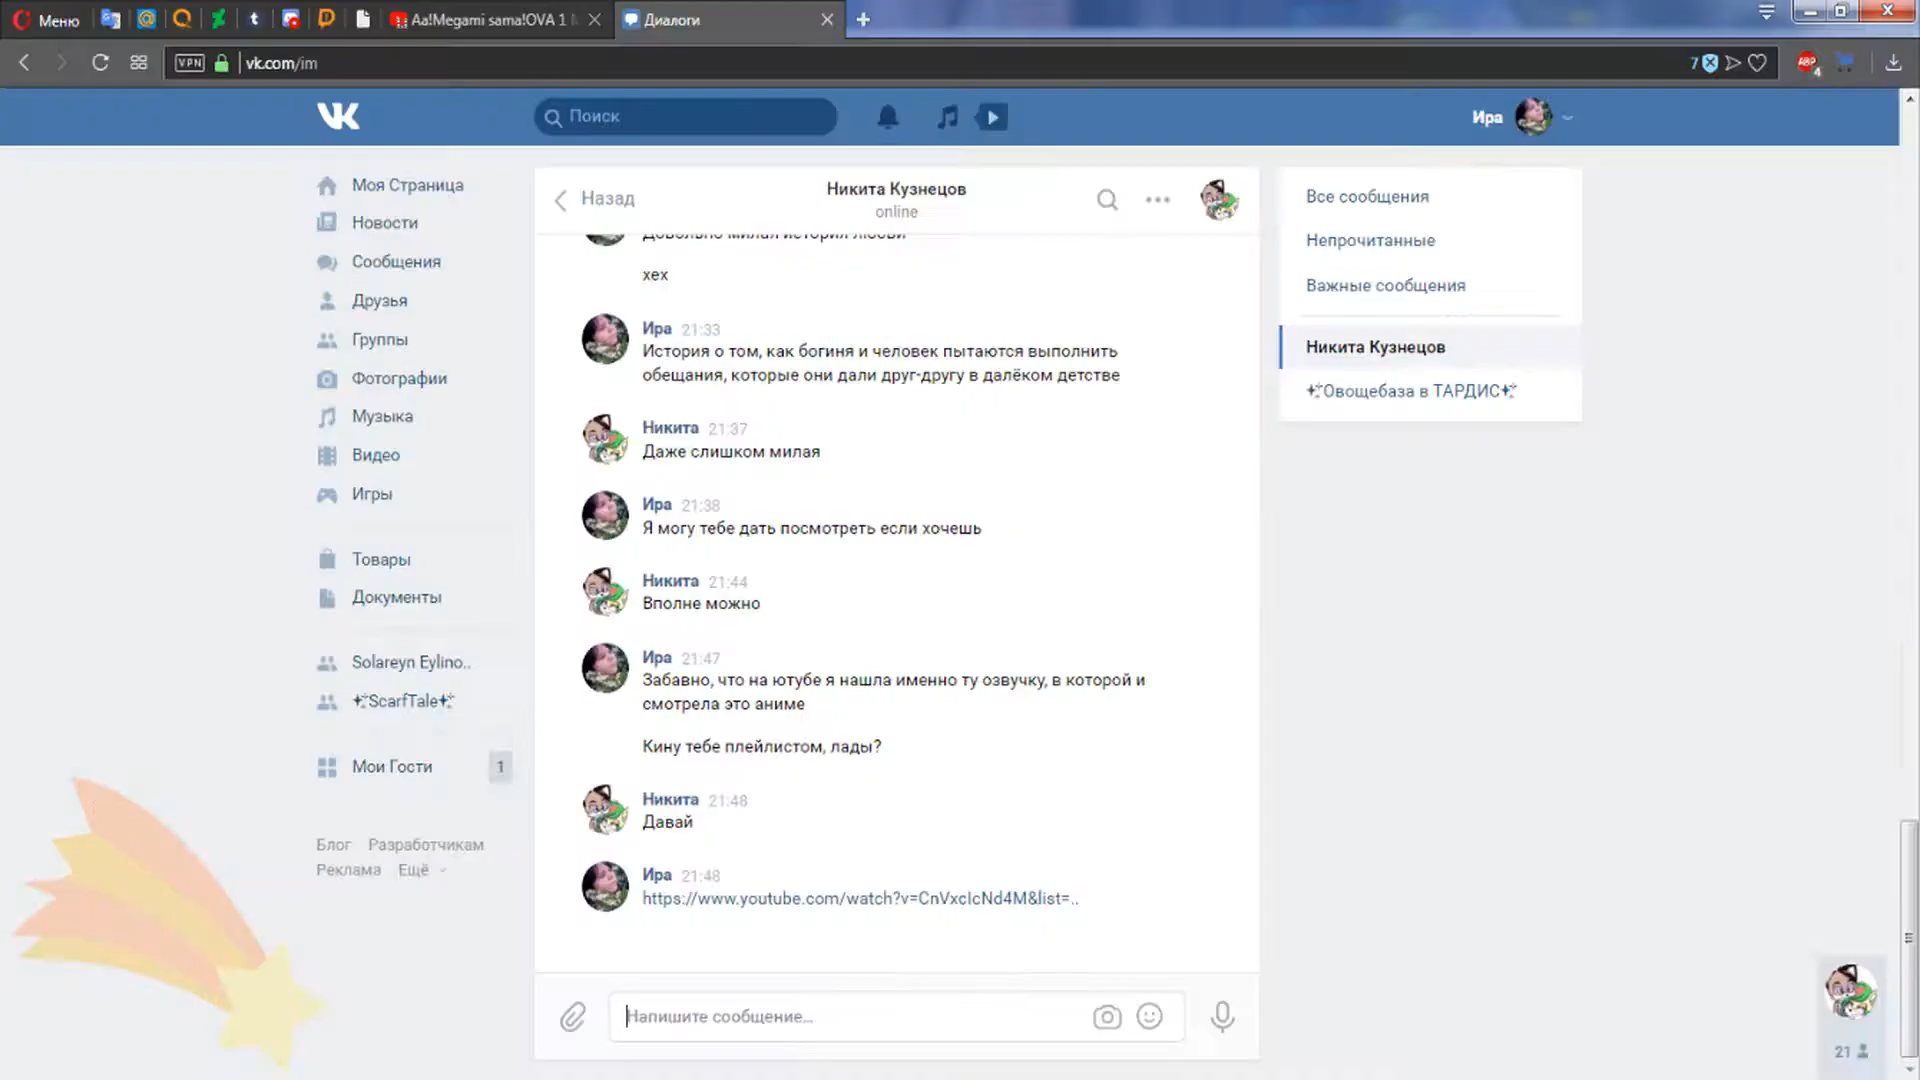 Меню
Aa!Megami sama!OVA 1
Диалоги
VPN
vk.com/im
7
ABP
4
Поиск
Ира
Моя Страница
Новости
Сообщения
Друзья
Группы
Фотографии
Музыка
Видео
Игры
Товары
Документы
Solareyn Eylino..
ScarfTale
Мои Гости
1
Блог Разработчикам
Реклама Ещё
Назад
Никита Кузнецов
online
Довольно милая история любви
хех
Ира 21:33
История о том, как богиня и человек пытаются выполнить
обещания, которые они дали друг-другу в далёком детстве
Никита 21:37
Даже слишком милая
Ира 21:38
Я могу тебе дать посмотреть если хочешь
Никита 21:44
Вполне можно
Ира 21:47
Забавно, что на ютубе я нашла именно ту озвучку, в которой и
смотрела это аниме
Кину тебе плейлистом, лады?
Никита 21:48
Давай
Ира 21:48
https://www.youtube.com/watch?v=CnVxcIcNd4M&list=..
Напишите сообщение...
Все сообщения
Непрочитанные
Важные сообщения
Никита Кузнецов
Овощебаза в ТАРДИС
21